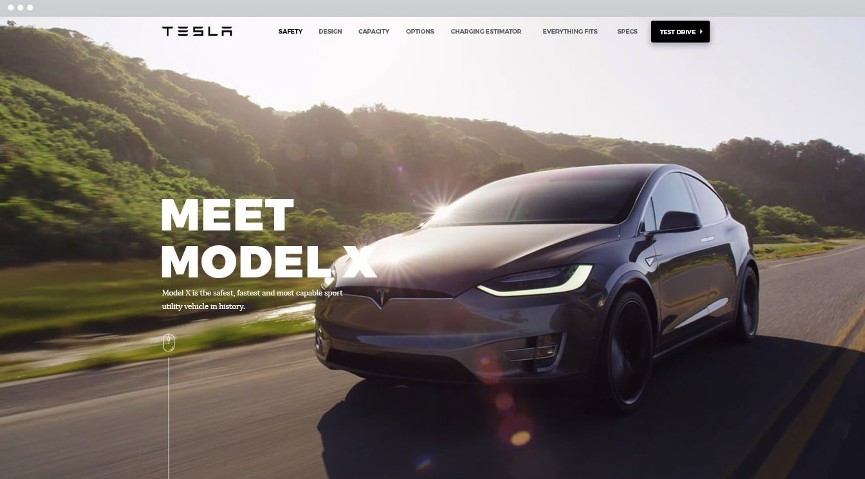 TESLA
SAFETY DESIGN CAPACITY OPTIONS CHARGING ESTIMATOR EVERYTHING FITS SPECS TEST DRIVE
MEET
MODEL X
Model X is the safest, fastest and most capable sport
utility vehicle in history.